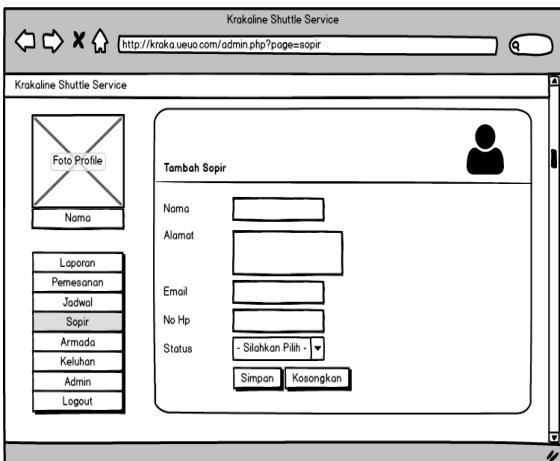 Krakaline Shuttle Service
http://kraka.ueuo.com/admin.php?page=sopir
Krakaline Shuttle Service
Foto Profile
Nama
Laporan
Pemesanan
Jadwal
Sopir
Armada
Keluhan
Admin
Logout
Tambah Sopir
Nama
Alamat
Email
No Hp
Status - Silahkan Pilih -
Simpan Kosongkan